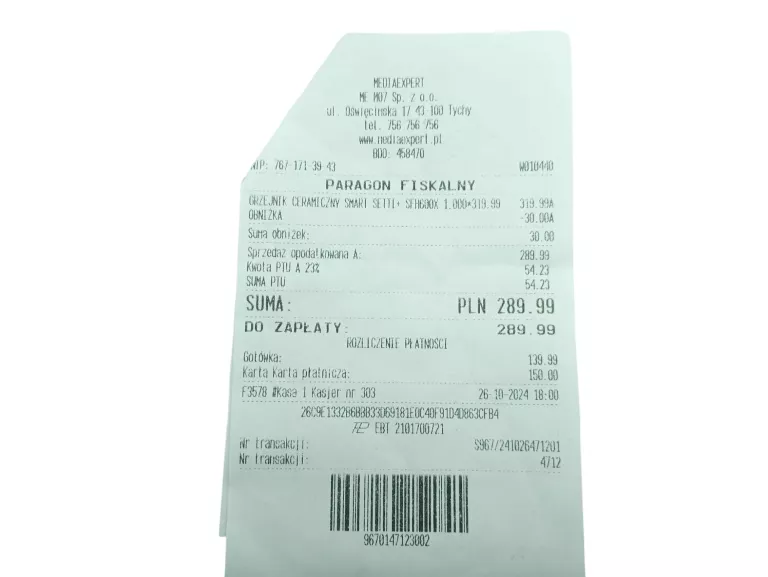 MEDIAEXPERT
ME M07 Sp. z o.o.
ul. Oświęcimska 17 43 100 Tychy
tel. 756 756 756
www.mediaexpert.pl
BDO: 458470
NIP: 767-171-39-43 W010440
PARAGON FISKALNY
GRZEJNIK CERAMICZNY SMART SETTI+ SFH600X 1.000*319.99 319.99A
OBNIŻKA -30.00A
Suma obniżek: 30.00
Sprzedaż opodatkowana A: 289.99
Kwota PTU A 23% 54.23
SUMA PTU 54.23
SUMA: PLN 289.99
DO ZAPŁATY: 289.99
ROZLICZENIE PŁATNOŚCI
Gotówka: 139.99
Karta Karta płatnicza: 150.00
F3578 #Kasa 1 Kasjer nr 303 26-10-2024 18:00
EBT 2101700721
Nr transakcji: S967/241026471201
Nr transakcji: 4712
9670147123002